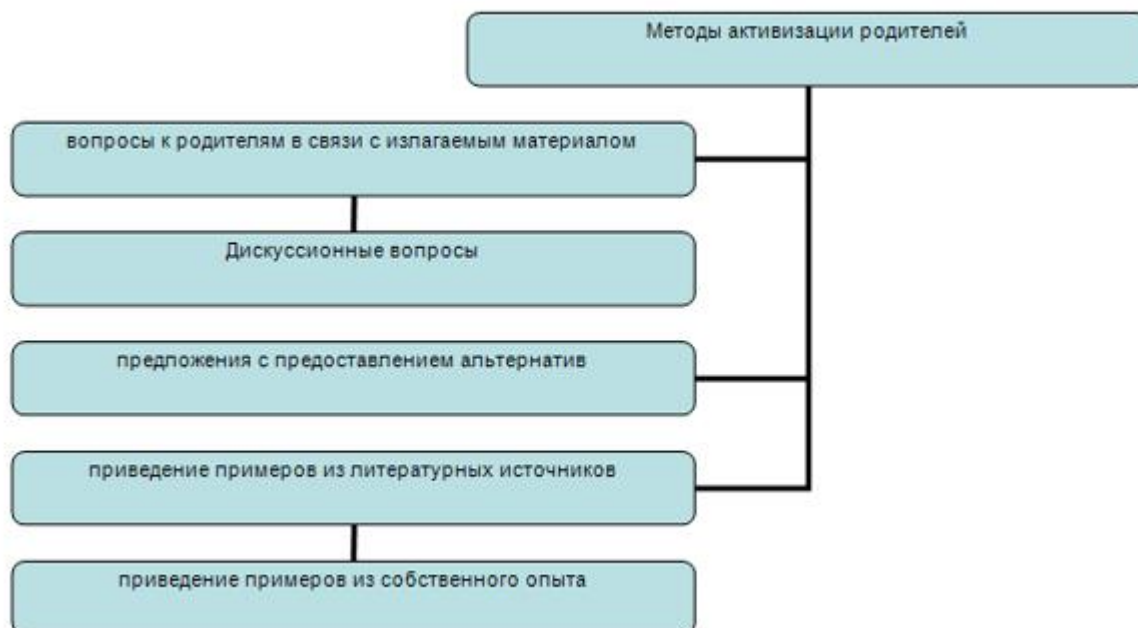 Методы активизации родителей
вопросы к родителям в связи с излагаемым материалом
Дискуссионные вопросы
предложения с предоставлением альтернатив
приведение примеров из литературных источников
приведение примеров из собственного опыта